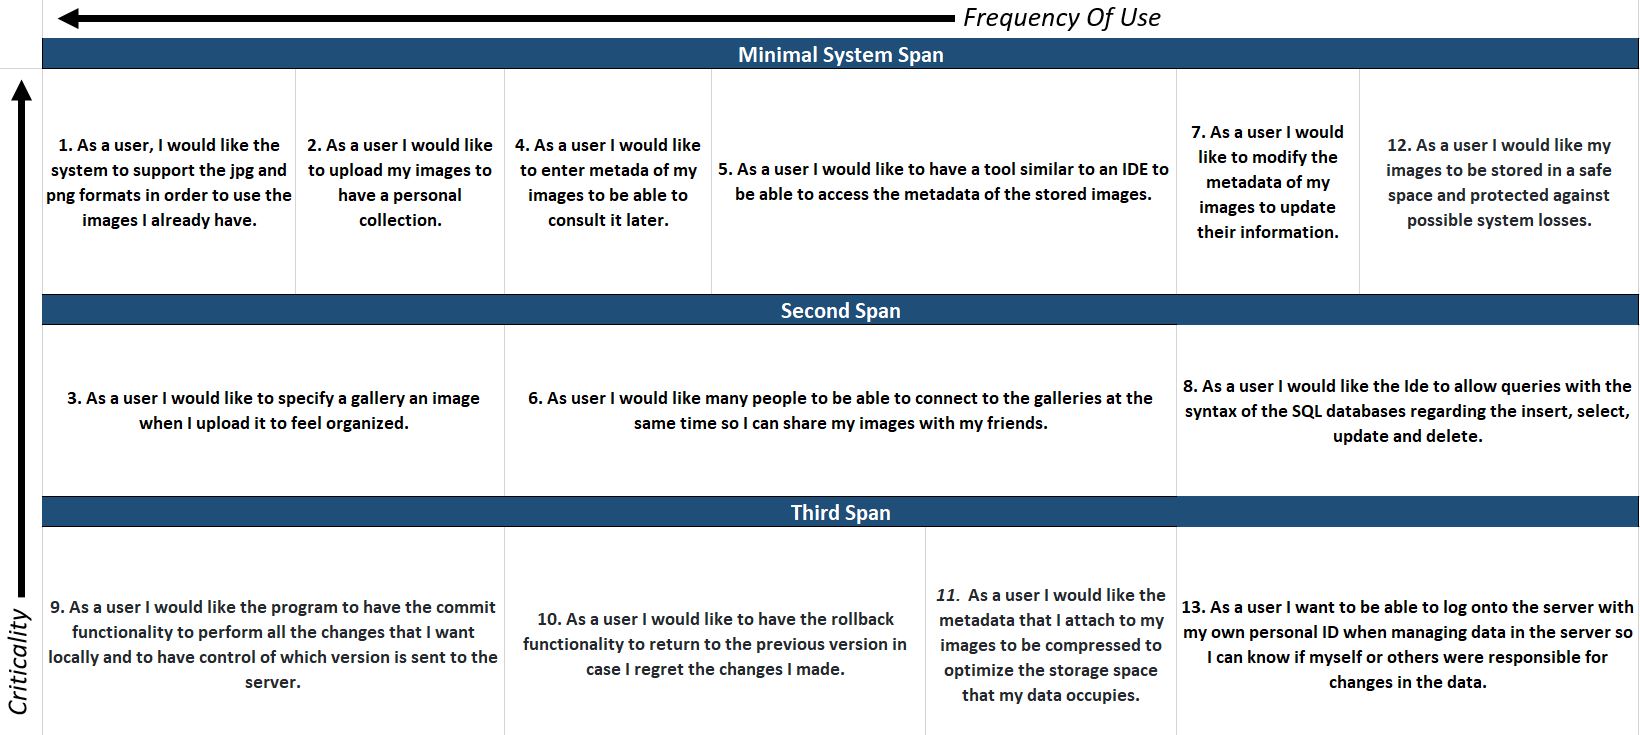 Frequency Of Use
Minimal System Span
1. As a user, I would like the
system to support the jpg and
png formats in order to use the
images I already have.
2. As a user I would like
to upload my images to
have a personal
collection.
4. As a user I would like
to enter metada of my
images to be able to
consult it later.
5. As a user I would like to have a tool similar to an IDE to
be able to access the metadata of the stored images.
7. As a user I would
like to modify the
metadata of my
images to update
their information.
12. As a user I would like my
images to be stored in a safe
space and protected against
possible system losses.
Second Span
3. As a user I would like to specify a gallery an image
when I upload it to feel organized.
6. As user I would like many people to be able to connect to the galleries at the
same time so I can share my images with my friends.
8. As a user I would like the Ide to allow queries with the
syntax of the SQL databases regarding the insert, select,
update and delete.
Third Span
9. As a user I would like the program to have the commit
functionality to perform all the changes that I want
locally and to have control of which version is sent to the
server.
10. As a user I would like to have the rollback
functionality to return to the previous version in
case I regret the changes I made.
11. As a user I would like the
metadata that I attach to my
images to be compressed to
optimize the storage space
that my data occupies.
13. As a user I want to be able to log onto the server with
my own personal ID when managing data in the server so
I can know if myself or others were responsible for
changes in the data.
Criticality